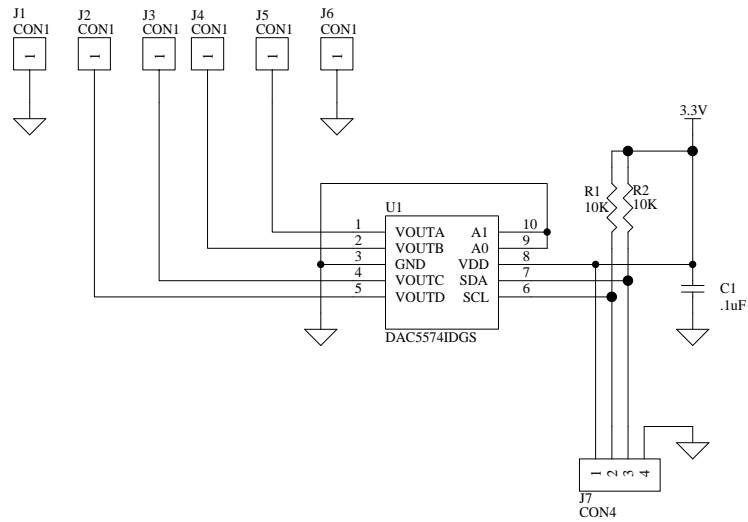 J1
CON1
1
J2
CON1
1
J3
CON1
1
J4
CON1
1
J5
CON1
1
J6
CON1
1
3.3V
R1
10K
R2
10K
U1
1 VOUTA A1 10
2 VOUTB A0 9
3 GND VDD 8
4 VOUTC SDA 7
5 VOUTD SCL 6
DAC5574IDGS
C1
.1uF
1 2 3 4
J7
CON4